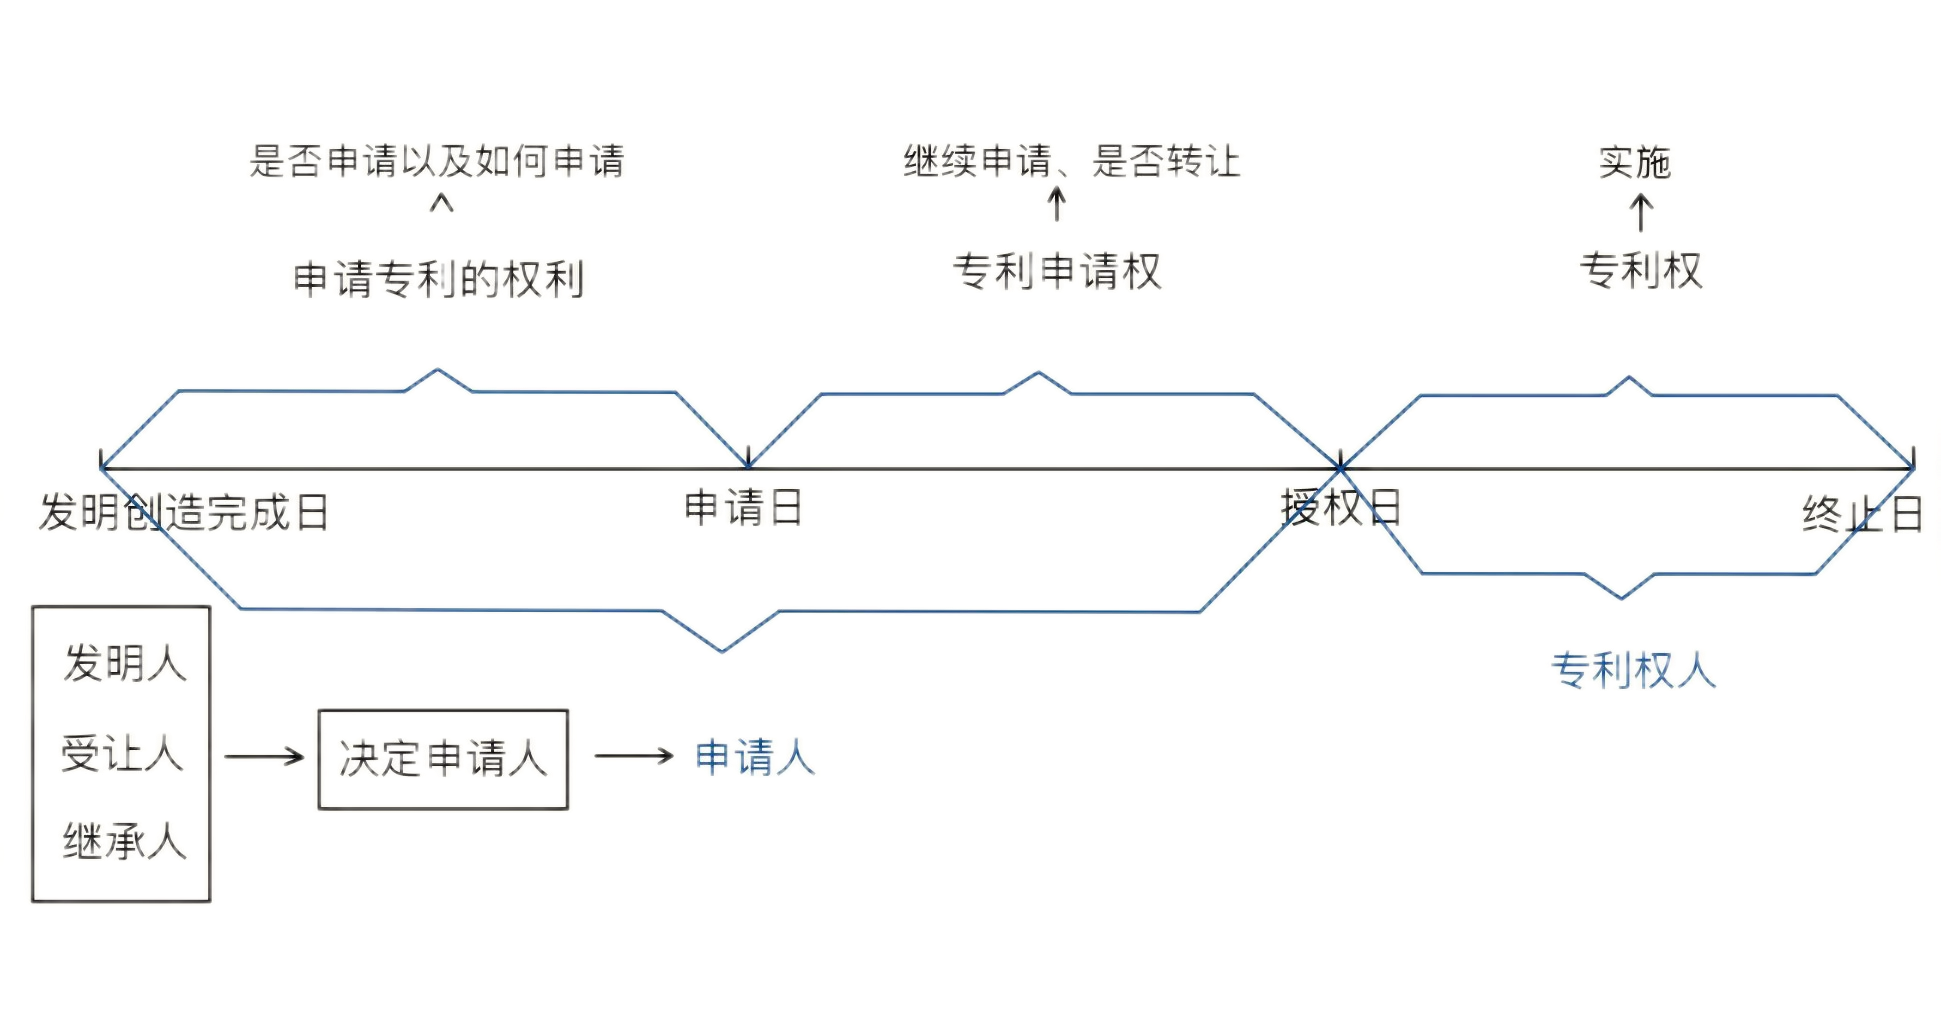 是否申请以及如何申请
继续申请、是否转让
实施
申请专利的权利
专利申请权
专利权
发明创造完成日
申请日
授权日
终止日
发明人
受让人
继承人
决定申请人
申请人
专利权人